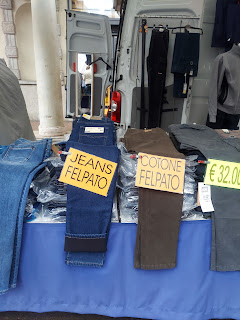 JEANS
FELPATO
COTONE
FELPATO
€ 32.00